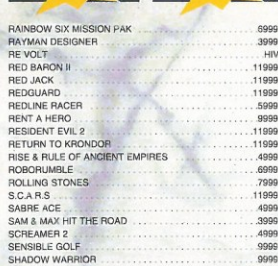 RAINBOW SIX MISSION PAK 6999
RAYMAN DESIGNER 3999
RE VOLT HIV
RED BARON II 11999
RED JACK 11999
REDGUARD 11999
REDLINE RACER 5999
RENT A HERO 9999
RESIDENT EVIL 2 11999
RETURN TO KRONDOR 11999
RISE & RULE OF ANCIENT EMPIRES 4999
ROBORUMBLE 6999
ROLLING STONES 7999
S.C.A.R.S 11999
SABRE ACE 4999
SAM & MAX HIT THE ROAD 3999
SCREAMER 2 4999
SENSIBLE GOLF 9999
SHADOW WARRIOR 9999